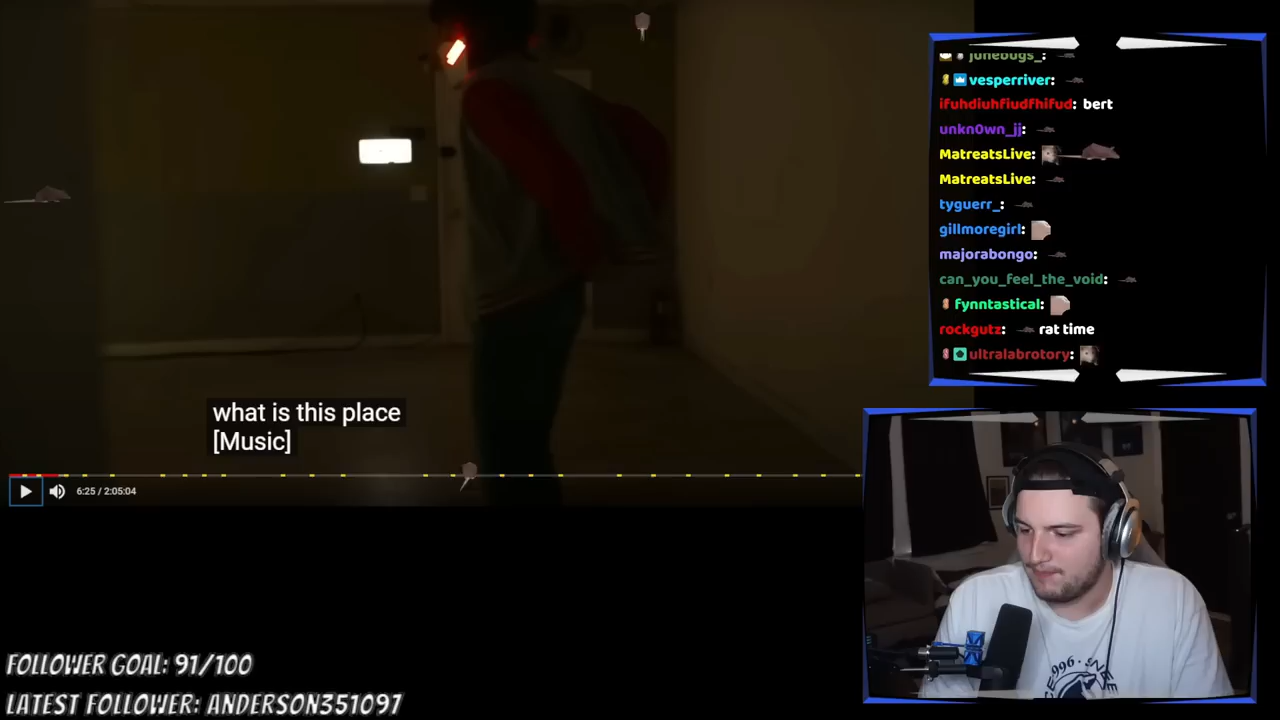 junebugs_:
vesperriver:
ifuhdiuhfiudfhifud: bert
unkn0wn_jj:
MatreatsLive:
MatreatsLive:
tyguerr_:
gillmoregirl:
majorabongo:
can_you_feel_the_void:
fynntastical:
rockgutz: rat time
ultralabrotory:
what is this place
[Music]
6:25 / 2:05:04
FOLLOWER GOAL: 91/100
LATEST FOLLOWER: ANDERSON351097